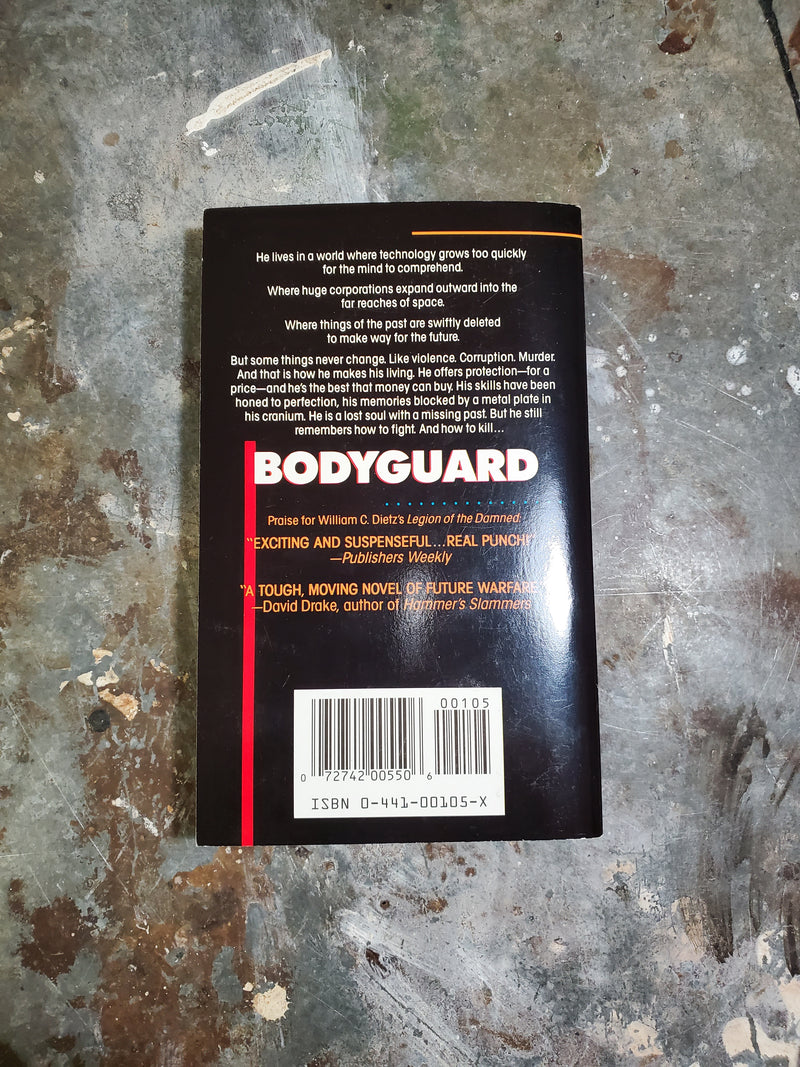 He lives in a world where technology grows too quickly
for the mind to comprehend.
Where huge corporations expand outward into the
far reaches of space.
Where things of the past are swiftly deleted
to make way for the future.
But some things never change. Like violence. Corruption. Murder.
And that is how he makes his living. He offers protection—for a
price—and he's the best that money can buy. His skills have been
honed to perfection, his memories blocked by a metal plate in
his cranium. He is a lost soul with a missing past. But he still
remembers how to fight. And how to kill...
BODYGUARD
Praise for William C. Dietz's Legion of the Damned:
"EXCITING AND SUSPENSEFUL...REAL PUNCH!"
—Publishers Weekly
"A TOUGH, MOVING NOVEL OF FUTURE WARFARE."
—David Drake, author of Hammer's Slammers
00105
0 72742 00550 6
ISBN 0-441-00105-X